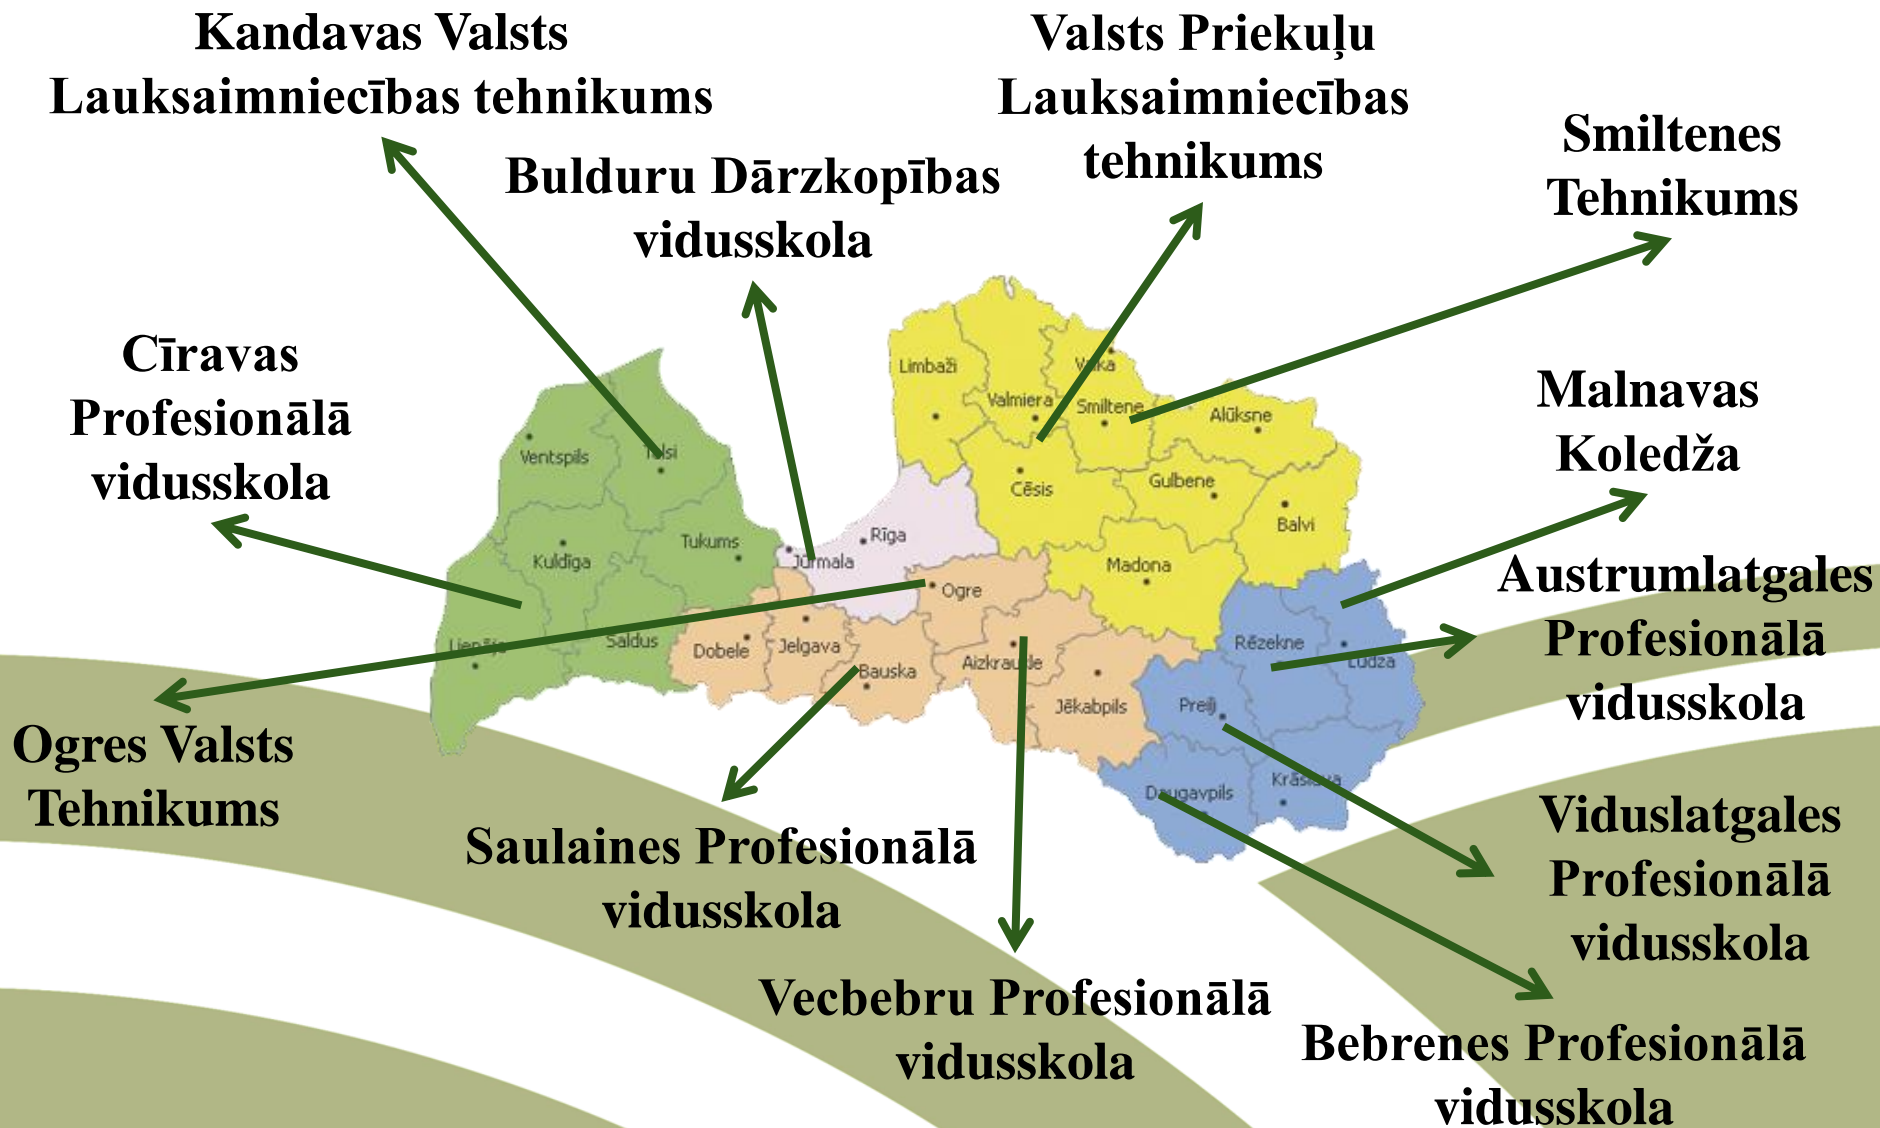 Kandavas Valsts
Lauksaimniecības tehnikums
Valsts Priekuļu
Lauksaimniecības
tehnikums
Smiltenes
Tehnikums
Bulduru Dārzkopības
vidusskola
Cīravas
Profesionālā
vidusskola
Malnavas
Koledža
Austrumlatgales
Profesionālā
vidusskola
Ogres Valsts
Tehnikums
Saulaines Profesionālā
vidusskola
Viduslatgales
Profesionālā
vidusskola
Vecbebru Profesionālā
vidusskola
Bebrenes Profesionālā
vidusskola
Limbaži
Valka
Valmiera
Smiltene
Alūksne
Ventspils
Talsi
Cēsis
Gulbene
Balvi
Rīga
Tukums
Kuldīga
Jūrmala
Madona
Ogre
Liepāja
Saldus
Dobele
Jelgava
Bauska
Aizkraukle
Rēzekne
Ludza
Jēkabpils
Preiļi
Daugavpils
Krāslava